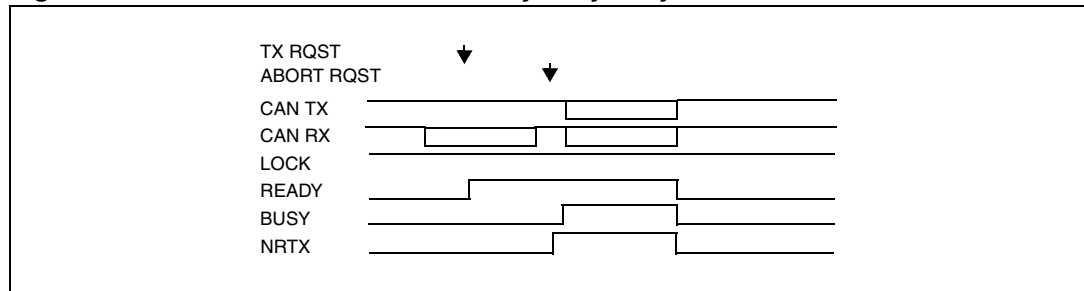 TX RQST
ABORT RQST
CAN TX
CAN RX
LOCK
READY
BUSY
NRTX